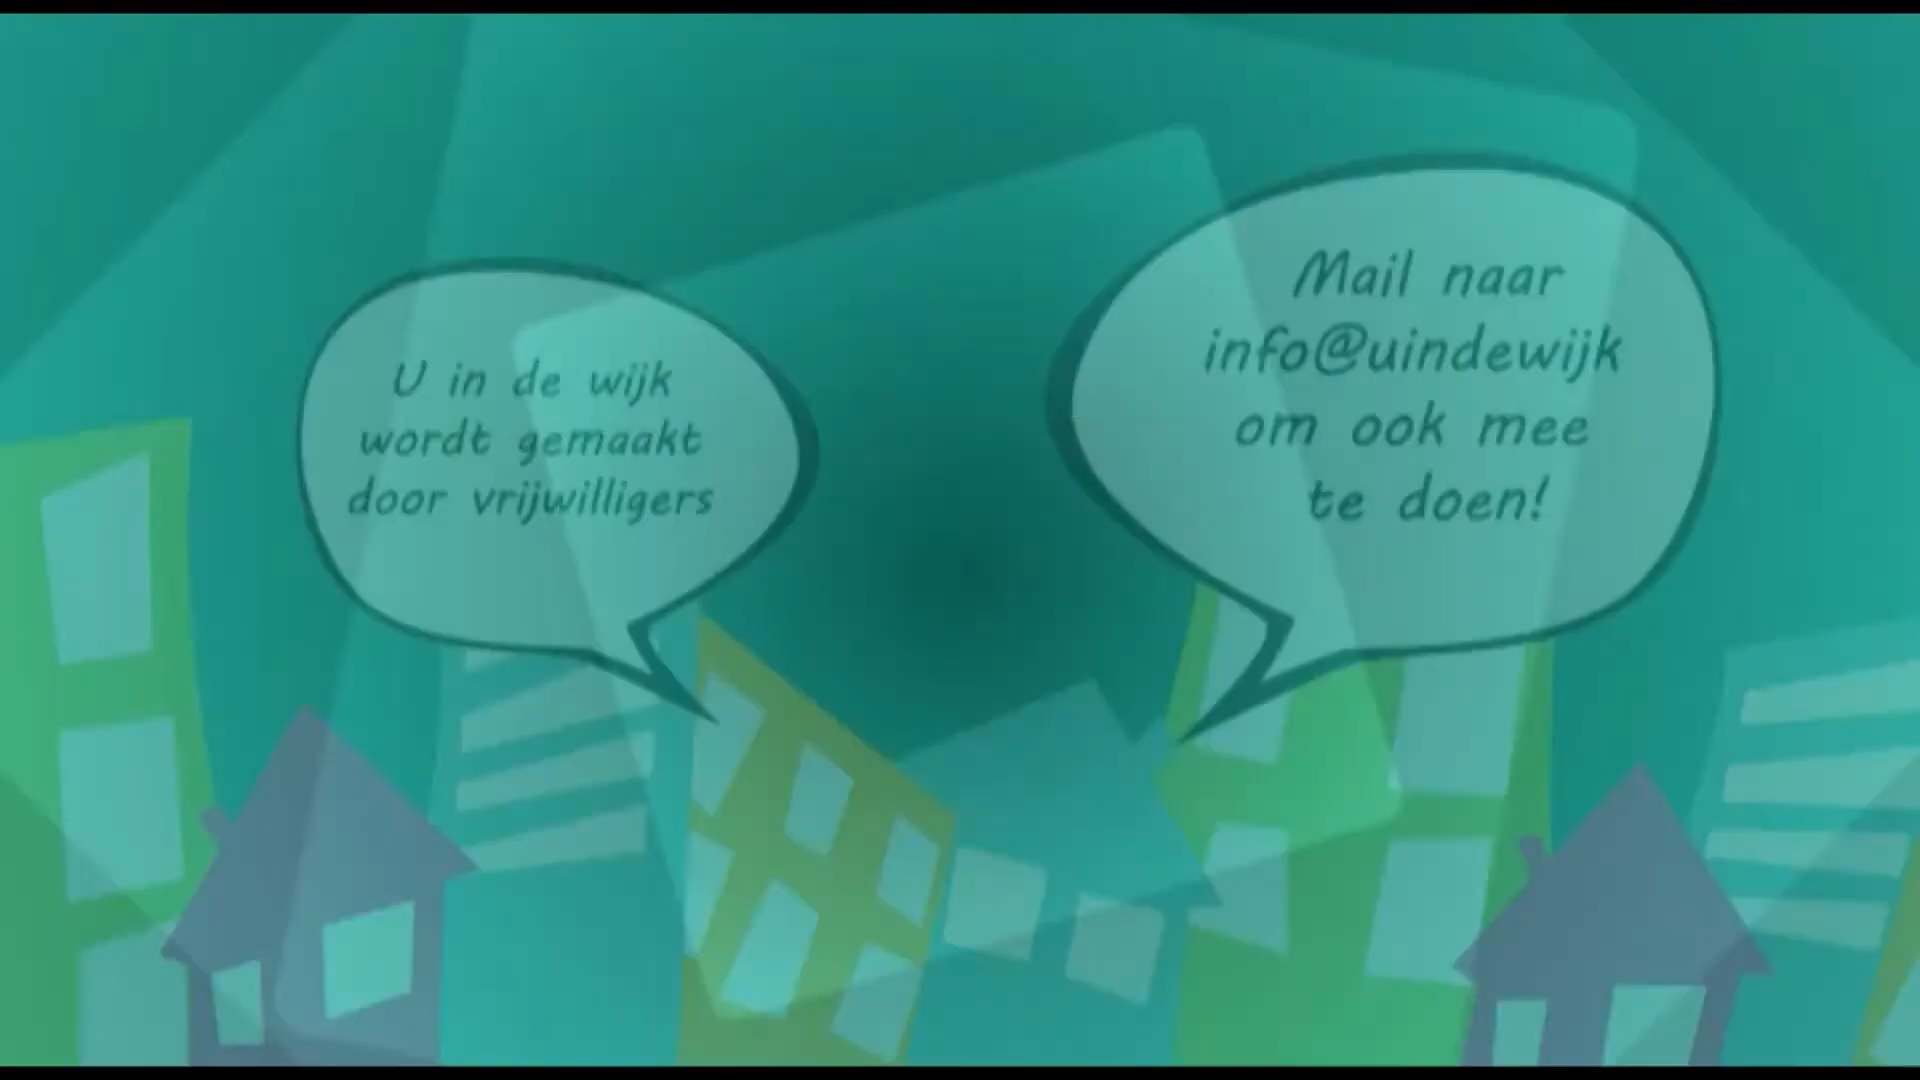 U in de wijk
wordt gemaakt
door vrijwilligers
Mail naar
info@uindewijk
om ook mee
te doen!